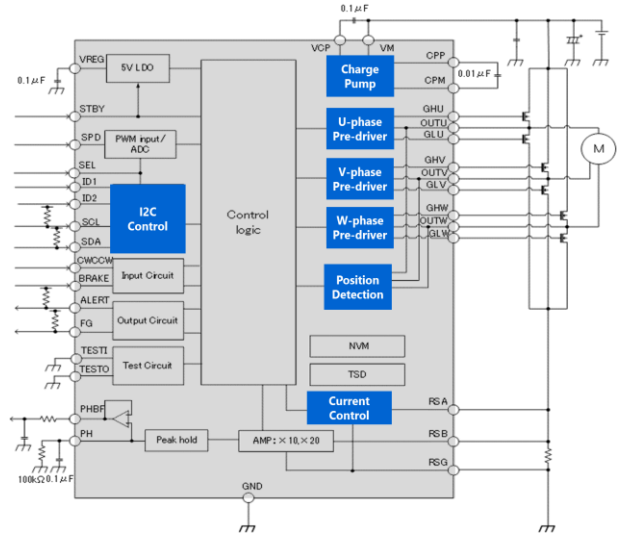 0.1μF
VCP
VM
VREG
5V LDO
0.1μF
Charge
Pump
CPP
CPM
0.01μF
STBY
SPD
PWM input/
ADC
SEL
ID1
ID2
I2C
Control
SCL
SDA
Control
logic
U-phase
Pre-driver
GHU
OUTU
GLU
V-phase
Pre-driver
GHV
OUTV
GLV
M
W-phase
Pre-driver
GHW
OUTW
GLW
CWCCW
BRAKE
Input Circuit
Position
Detection
ALERT
FG
Output Circuit
NVM
TESTI
TESTO
Test Circuit
TSD
Current
Control
RSA
PHBF
PH
Peak hold
AMP: ×10,×20
RSB
RSG
100kΩ
0.1μF
GND